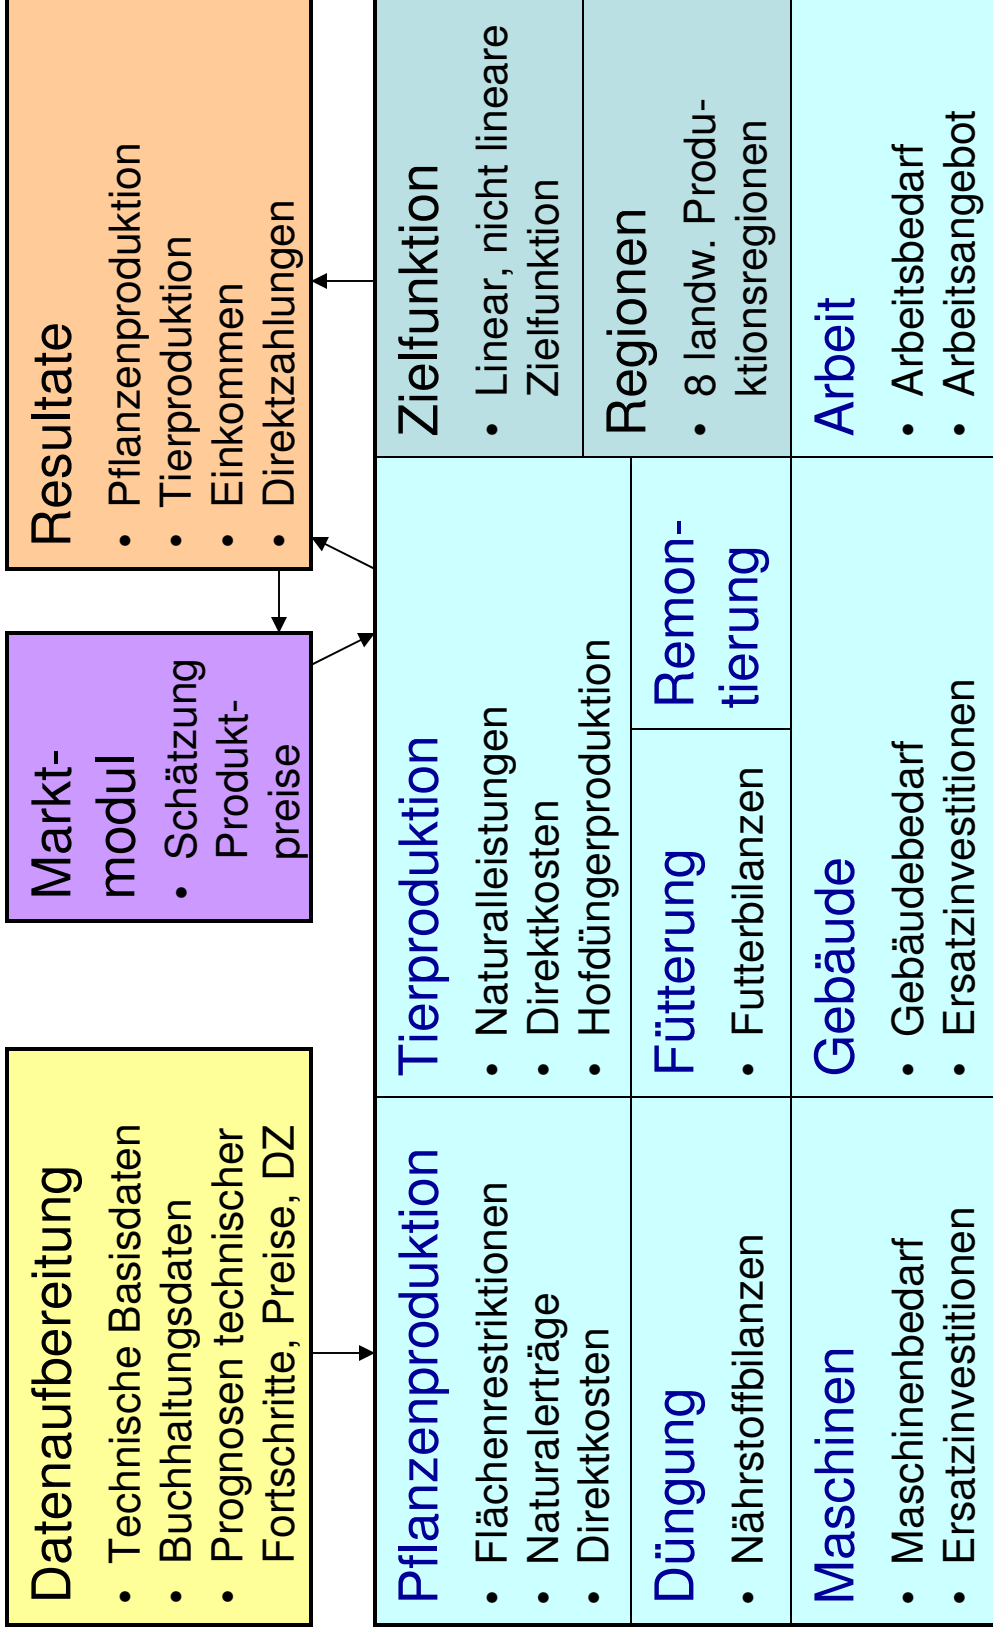 Datenaufbereitung
• Technische Basisdaten
• Buchhaltungsdaten
• Prognosen technischer
Fortschritte, Preise, DZ
Markt-
modul
• Schätzung
Produkt-
preise
Resultate
• Pflanzenproduktion
• Tierproduktion
• Einkommen
• Direktzahlungen
Pflanzenproduktion
• Flächenrestriktionen
• Naturalerträge
• Direktkosten
Tierproduktion
• Naturalleistungen
• Direktkosten
• Hofdüngerproduktion
Zielfunktion
• Linear, nicht lineare
Zielfunktion
Regionen
• 8 landw. Produ-
ktionsregionen
Düngung
• Nährstoffbilanzen
Fütterung
• Futterbilanzen
Remon-
tierung
Maschinen
• Maschinenbedarf
• Ersatzinvestitionen
Gebäude
• Gebäudebedarf
• Ersatzinvestitionen
Arbeit
• Arbeitsbedarf
• Arbeitsangebot